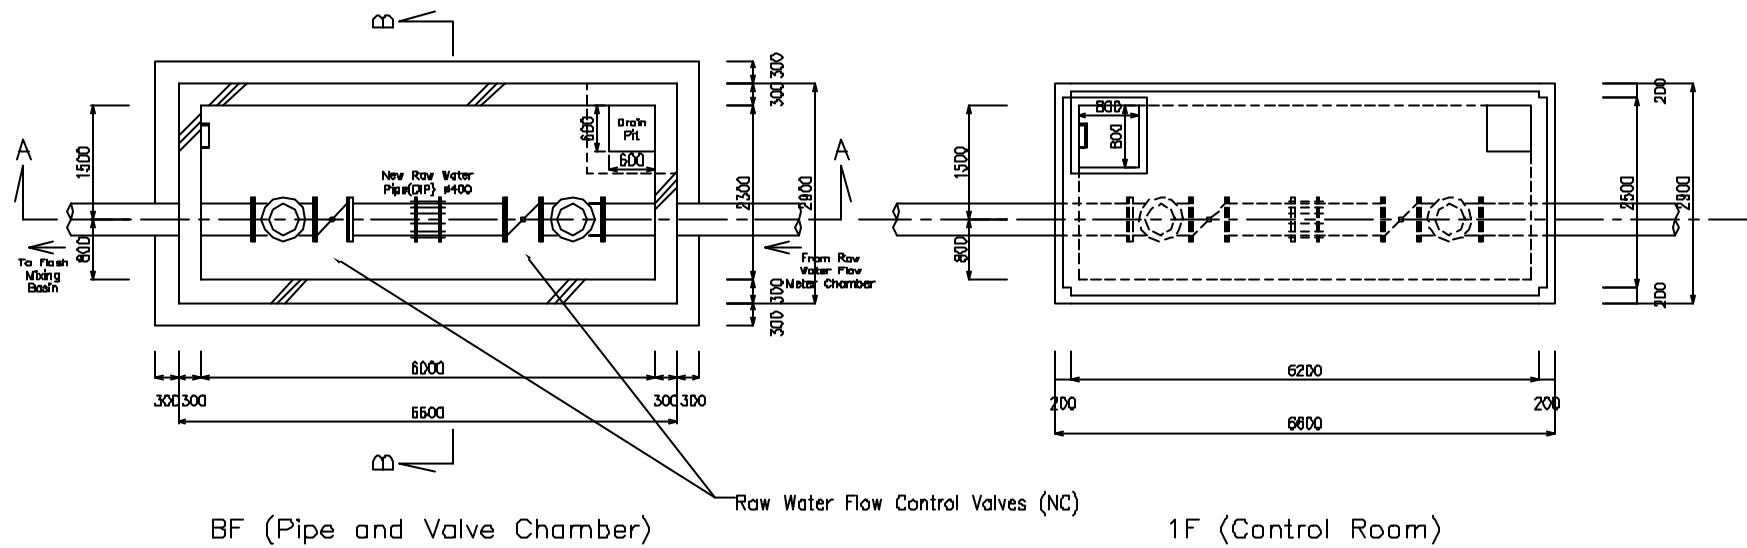 B
300
300
A
1500
800
600
Drain
Pit
600
New Raw Water
Pipe(DIP) ø400
2300
2900
A
To Flash
Mixing
Basin
From Raw
Water Flow
Meter Chamber
300
300
6000
300
300
300
300
6600
B
Raw Water Flow Control Valves (NC)
BF (Pipe and Valve Chamber)
800
800
1500
800
200
2500
2900
200
6200
200
200
6600
1F (Control Room)